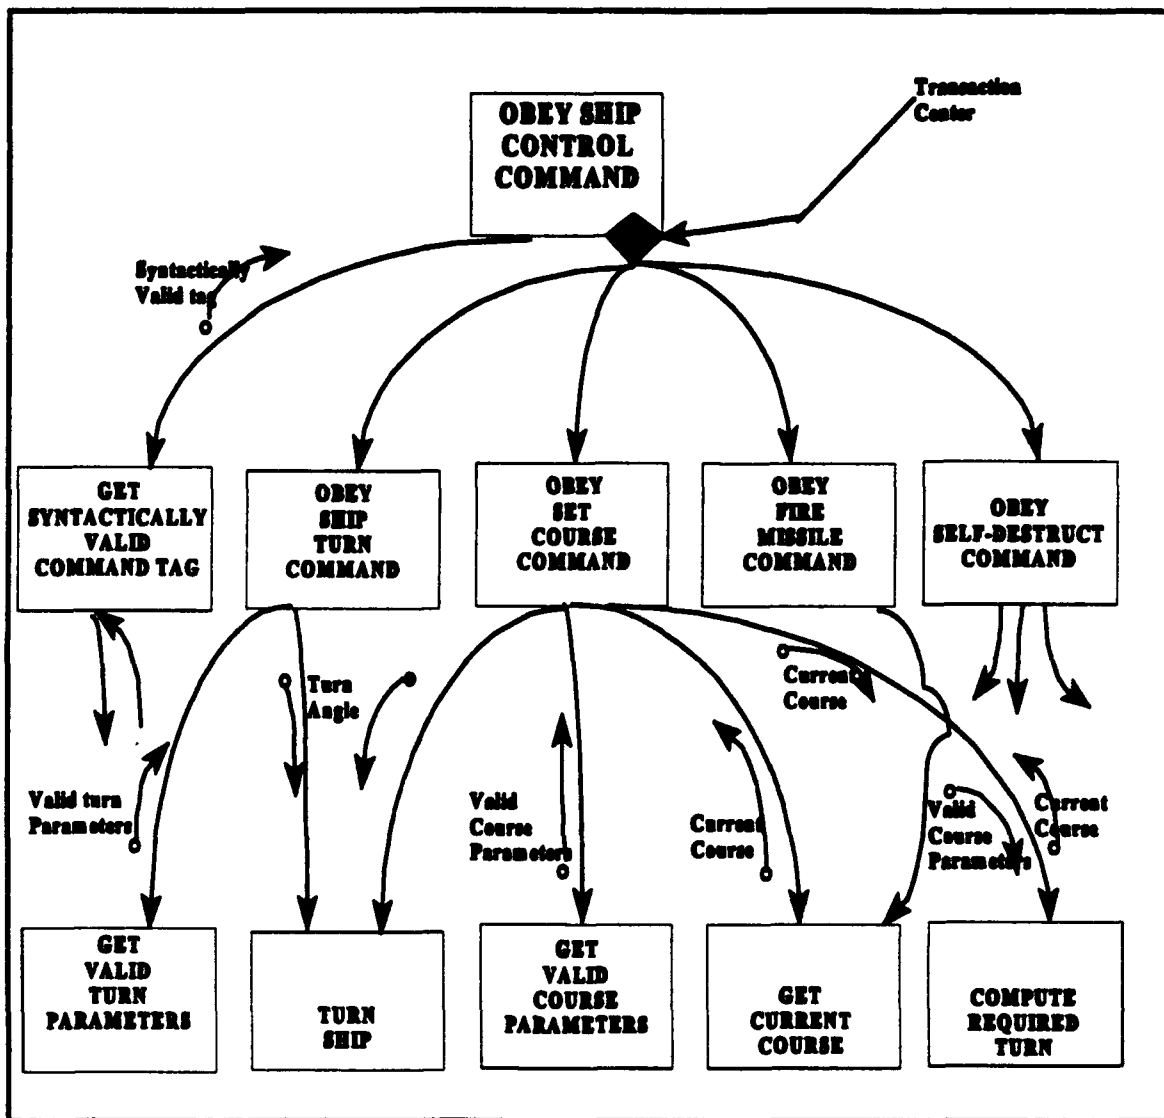 OBEY SHIP
CONTROL
COMMAND
Transaction
Center
Syntactically
Valid tag
GET
SYNTACTICALLY
VALID
COMMAND TAG
OBEY
SHIP
TURN
COMMAND
OBEY
SET
COURSE
COMMAND
OBEY
FIRE
MISSILE
COMMAND
OBEY
SELF-DESTRUCT
COMMAND
Turn
Angle
Current
Course
Valid turn
Parameters
Valid
Course
Parameters
Current
Course
Valid
Course
Parameters
Current
Course
GET
VALID
TURN
PARAMETERS
TURN
SHIP
GET
VALID
COURSE
PARAMETERS
GET
CURRENT
COURSE
COMPUTE
REQUIRED
TURN